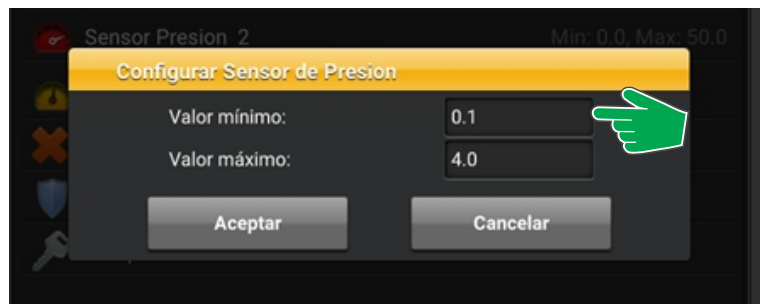 Sensor Presion 2 Min: 0.0, Max: 50.0
Configurar Sensor de Presion
Valor mínimo: 0.1
Valor máximo: 4.0
Aceptar Cancelar